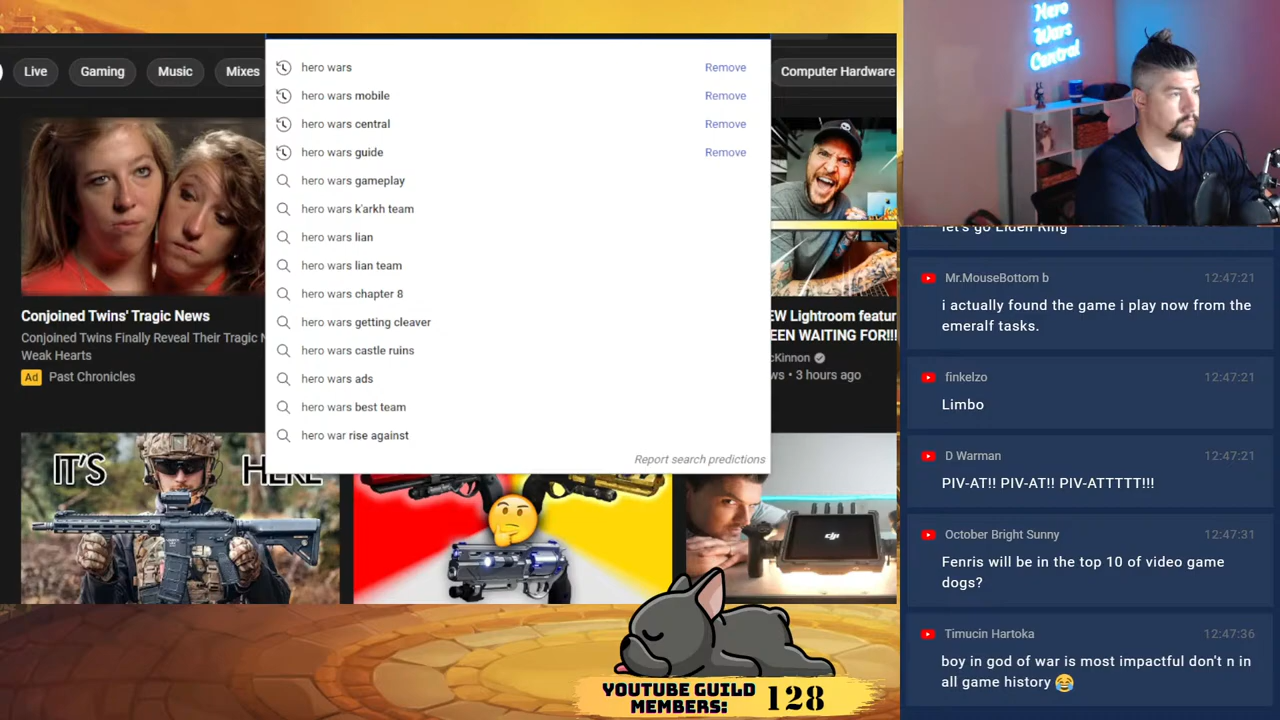 Live
Gaming
Music
Mixes
Computer Hardware
hero wars
Remove
hero wars mobile
Remove
hero wars central
Remove
hero wars guide
Remove
hero wars gameplay
hero wars k'arkh team
hero wars lian
hero wars lian team
hero wars chapter 8
hero wars getting cleaver
hero wars castle ruins
hero wars ads
hero wars best team
hero war rise against
Report search predictions
Conjoined Twins' Tragic News
Conjoined Twins Finally Reveal Their Tragic N
Weak Hearts
Ad Past Chronicles
EW Lightroom featur
EEN WAITING FOR!!!
cKinnon
ws • 3 hours ago
IT'S HERE
dji
YOUTUBE GUILD
MEMBERS: 128
Hero
Wars
Central
let's go Elden Ring
Mr.MouseBottom b 12:47:21
i actually found the game i play now from the
emeralf tasks.
finkelzo 12:47:21
Limbo
D Warman 12:47:21
PIV-AT!! PIV-AT!! PIV-ATTTTT!!!
October Bright Sunny 12:47:31
Fenris will be in the top 10 of video game
dogs?
Timucin Hartoka 12:47:36
boy in god of war is most impactful don't n in
all game history 😂